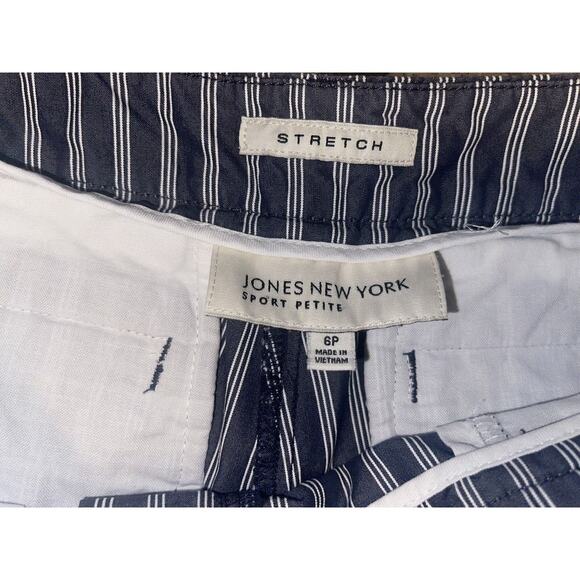 STRETCH
JONES NEW YORK
SPORT PETITE
6P
MADE IN
VIETNAM